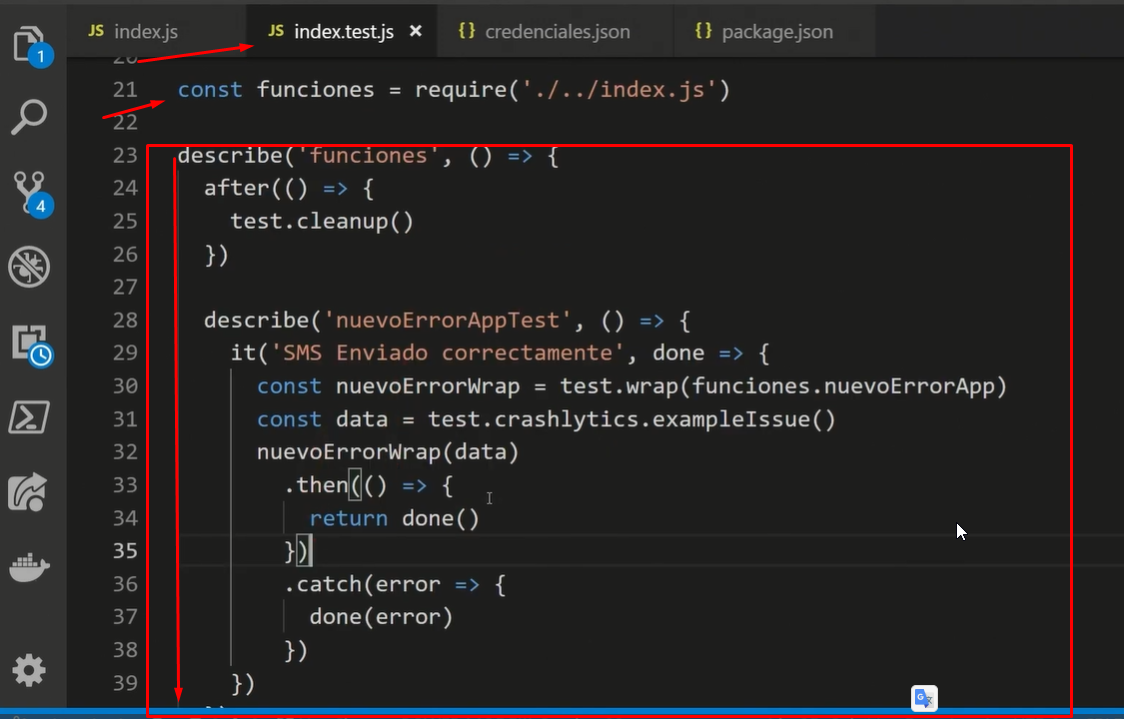 JS index.js JS index.test.js × {} credenciales.json {} package.json
1
20
21 const funciones = require('./../index.js')
22
23 describe('funciones', () => {
24 after(() => {
25 test.cleanup()
26 })
27
28 describe('nuevoErrorAppTest', () => {
29 it('SMS Enviado correctamente', done => {
30 const nuevoErrorWrap = test.wrap(funciones.nuevoErrorApp)
31 const data = test.crashlytics.exampleIssue()
32 nuevoErrorWrap(data)
33 .then(() => {
34 return done()
35 })
36 .catch(error => {
37 done(error)
38 })
39 })
4